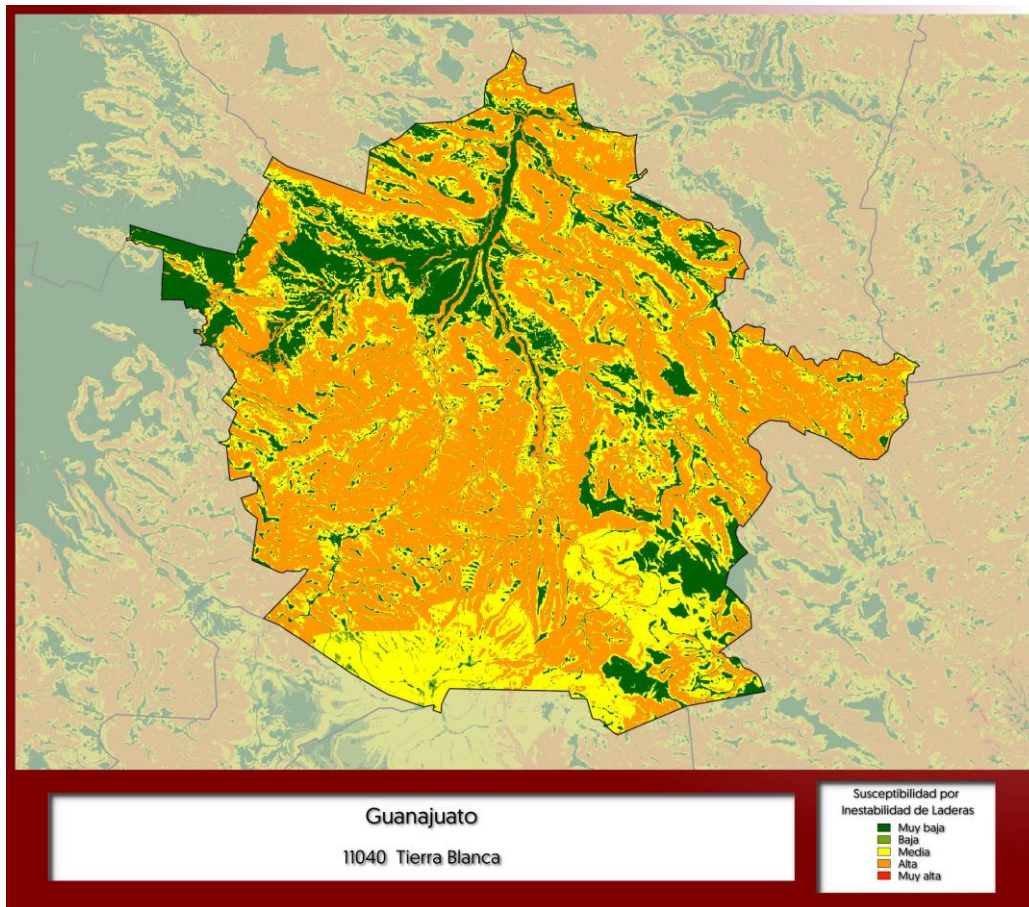 Guanajuato
11040 Tierra Blanca
Susceptibilidad por
Inestabilidad de Laderas
Muy baja
Baja
Media
Alta
Muy alta